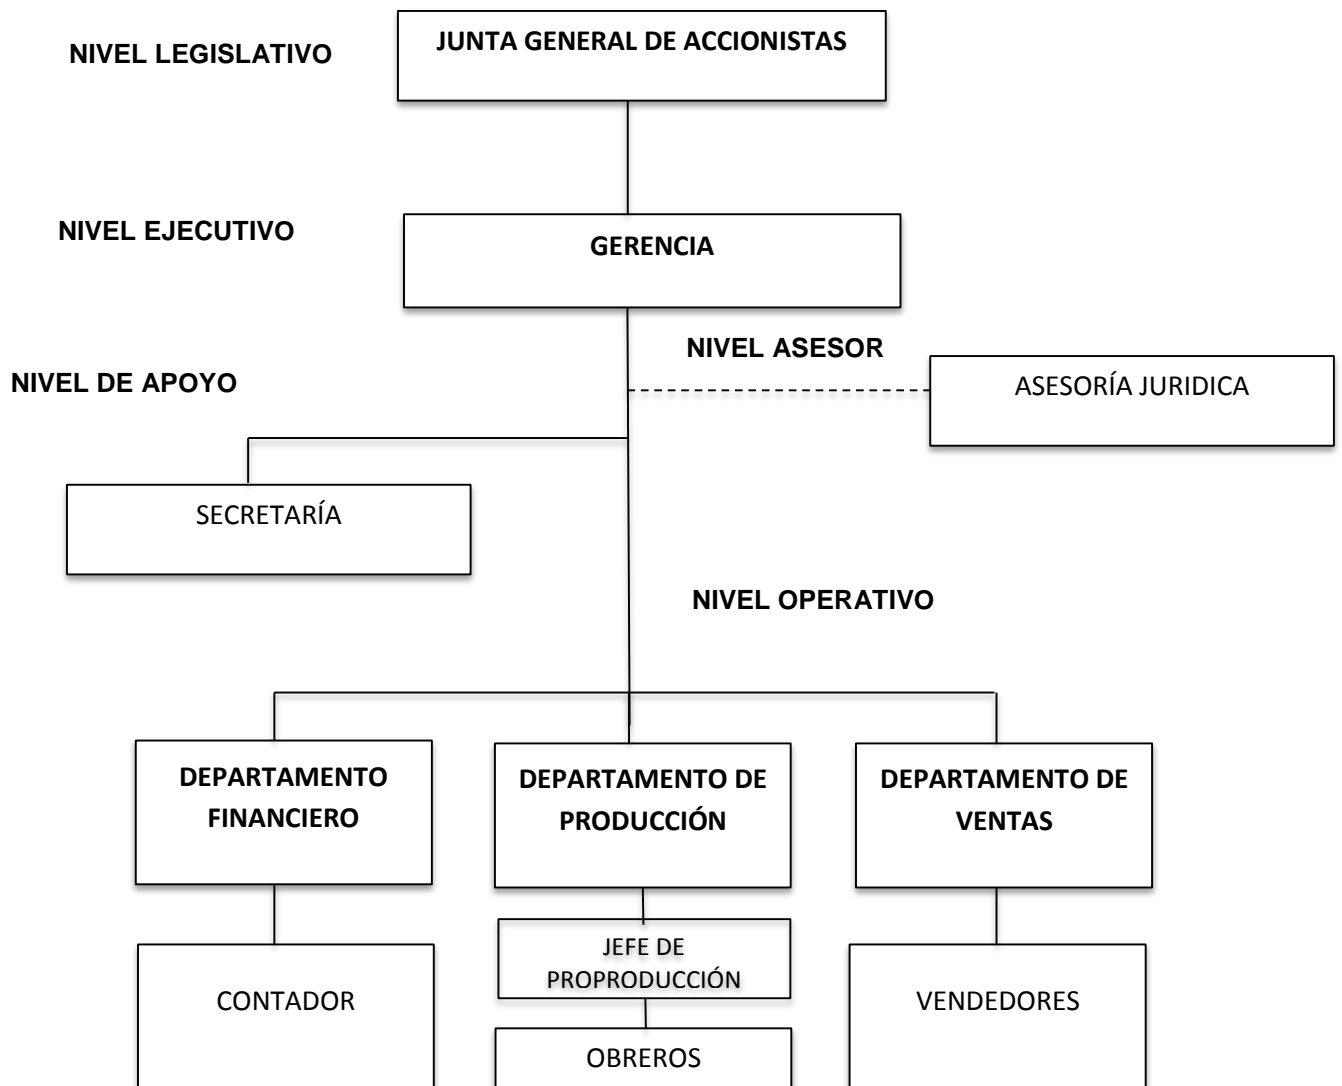 JUNTA GENERAL DE ACCIONISTAS
NIVEL LEGISLATIVO
NIVEL EJECUTIVO
GERENCIA
NIVEL ASESOR
NIVEL DE APOYO
ASESORÍA JURIDICA
SECRETARÍA
NIVEL OPERATIVO
DEPARTAMENTO
FINANCIERO
DEPARTAMENTO DE
PRODUCCIÓN
DEPARTAMENTO DE
VENTAS
CONTADOR
JEFE DE
PROPRODUCCIÓN
VENDEDORES
OBREROS